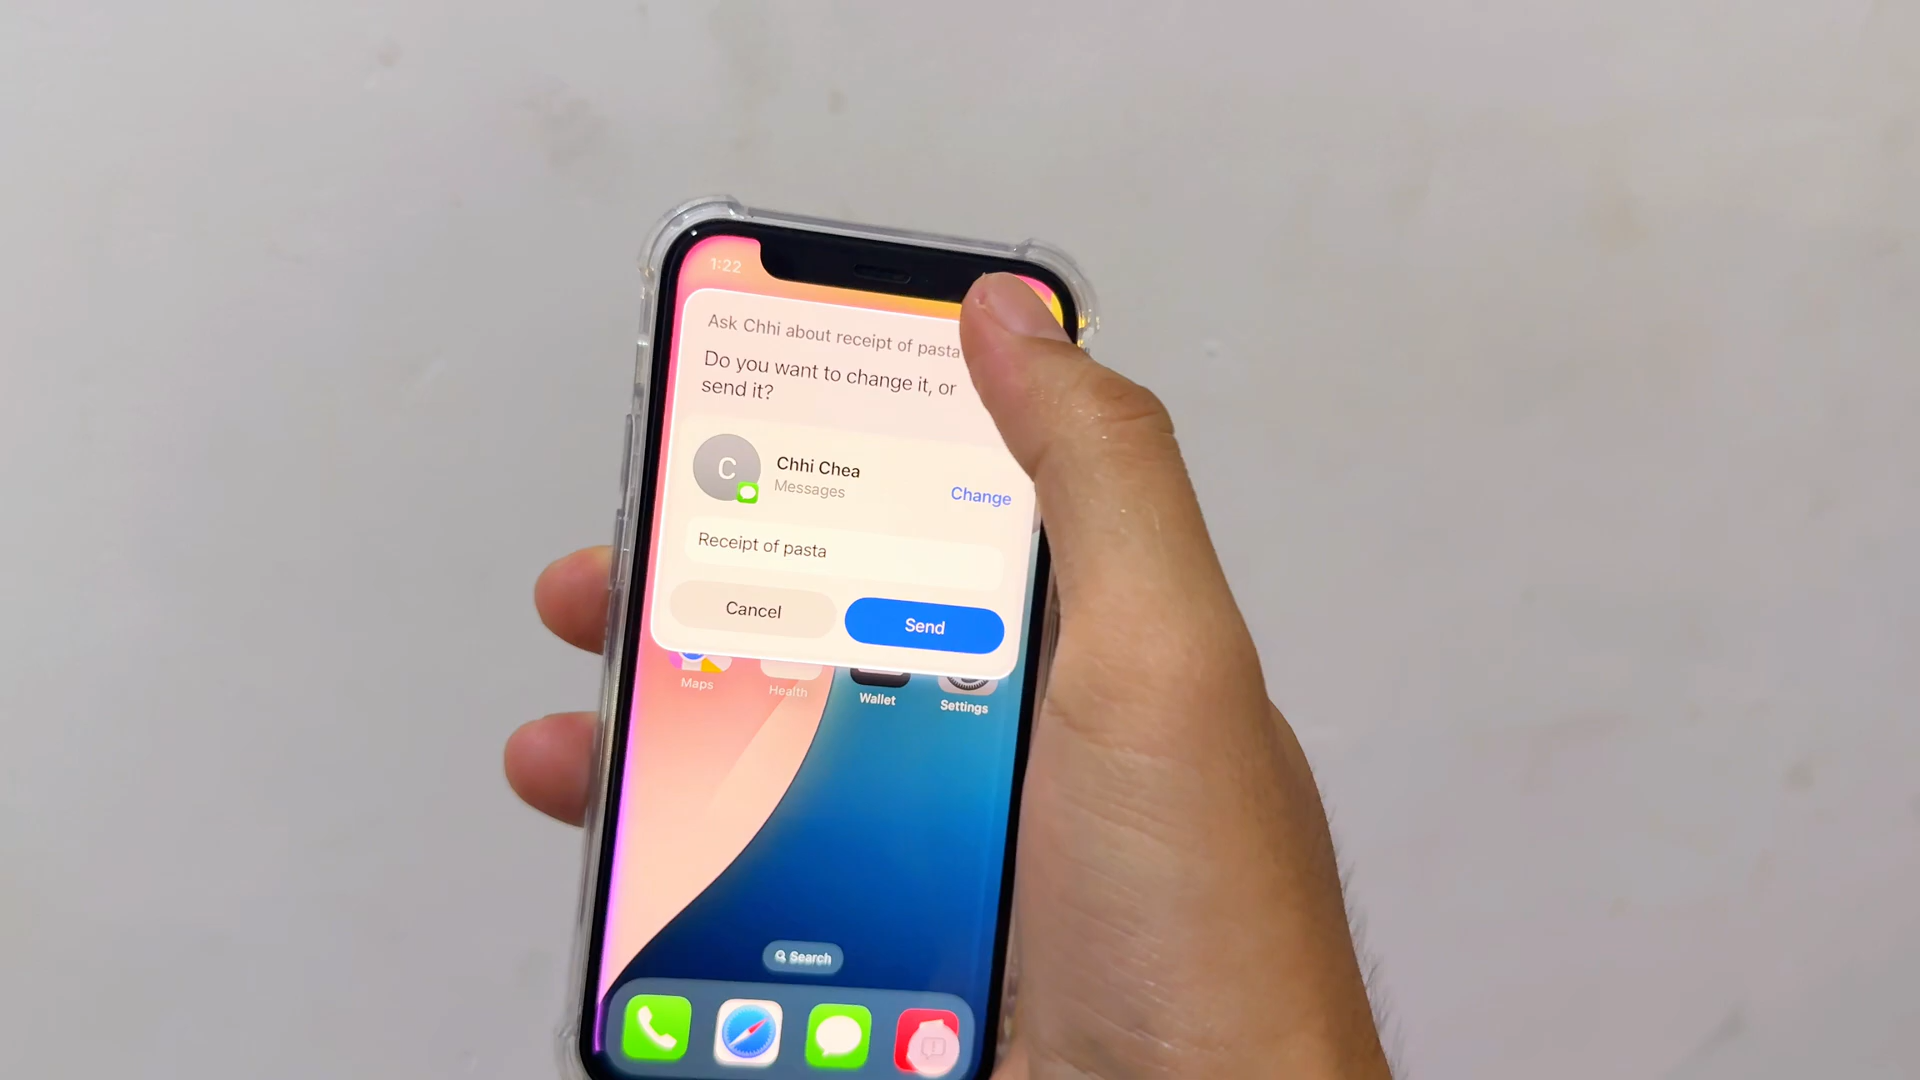 1:22
Ask Chhi about receipt of pasta
Do you want to change it, or
send it?
C
Chhi Chea
Messages
Change
Receipt of pasta
Cancel
Send
Maps
Health
Wallet
Settings
Search